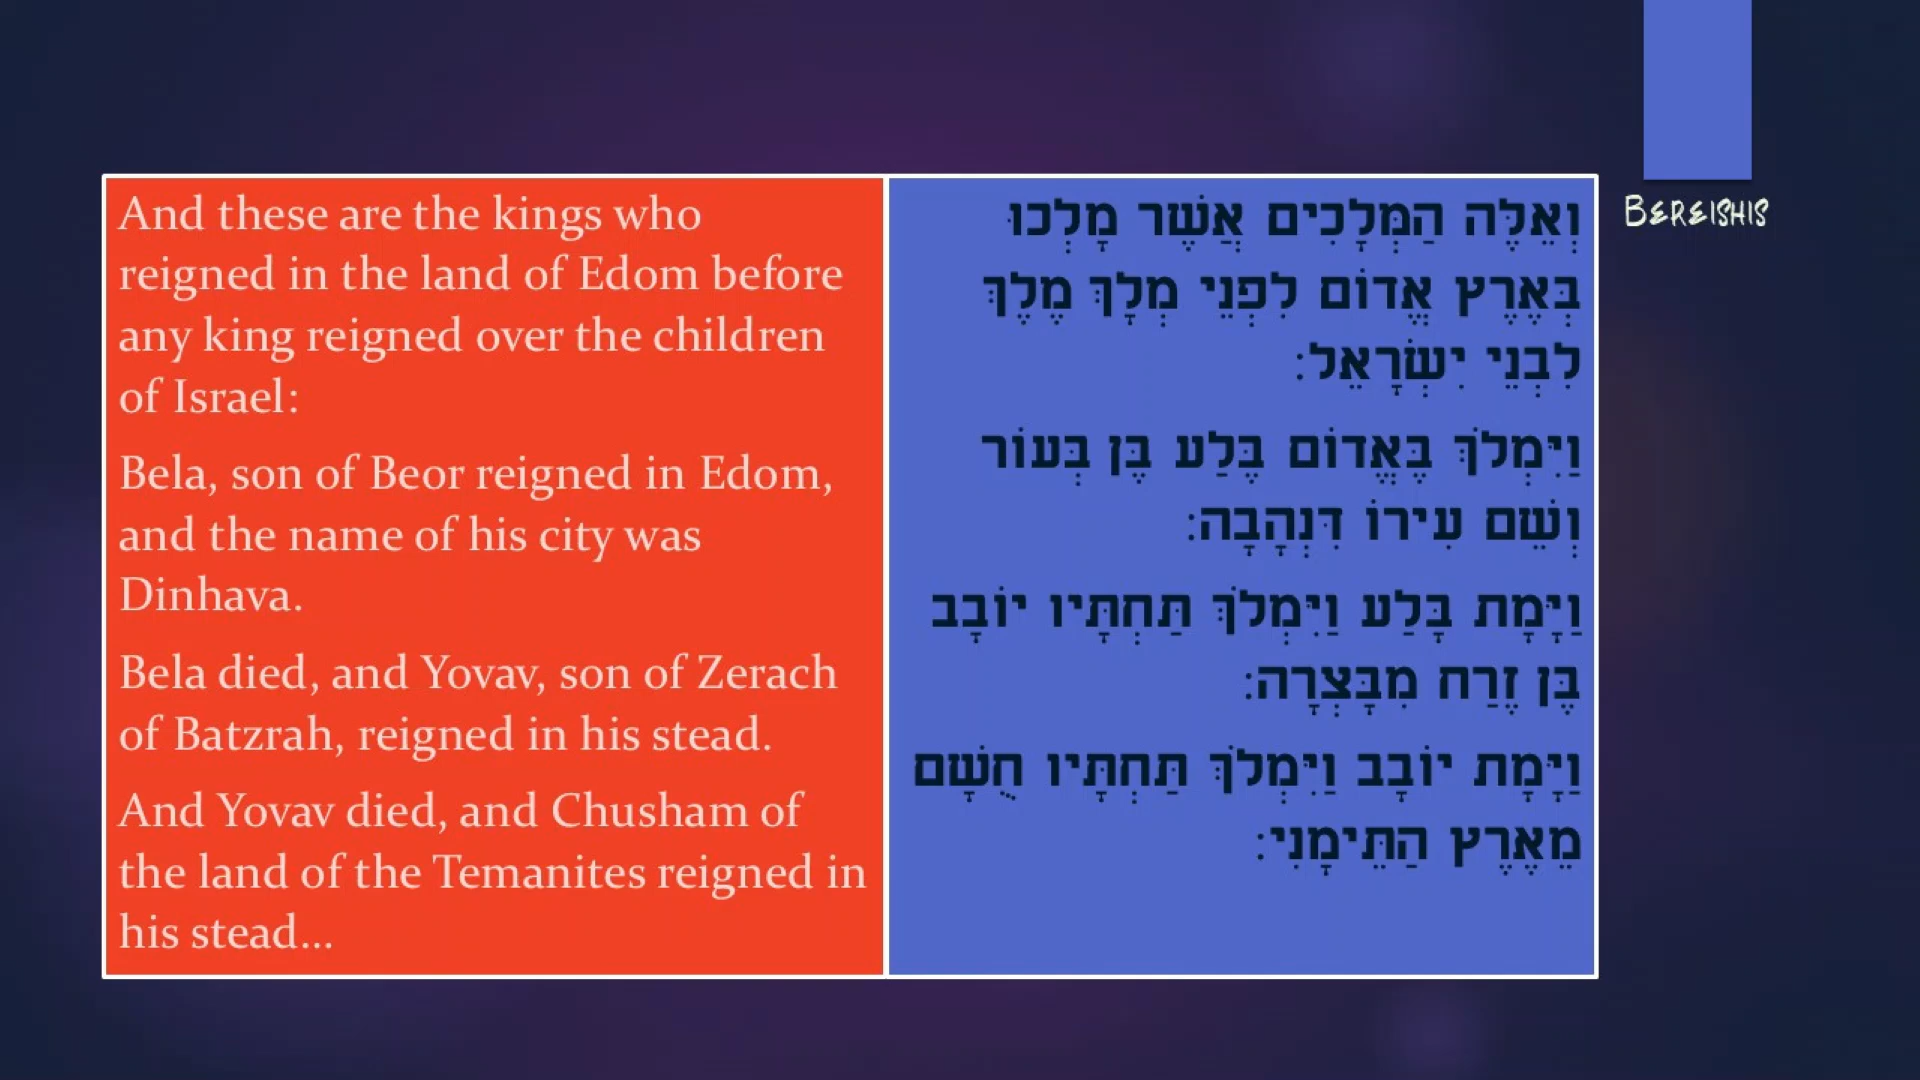 And these are the kings who
reigned in the land of Edom before
any king reigned over the children
of Israel:
Bela, son of Beor reigned in Edom,
and the name of his city was
Dinhava.
Bela died, and Yovav, son of Zerach
of Batzrah, reigned in his stead.
And Yovav died, and Chusham of
the land of the Temanites reigned in
his stead...
וְאֵלֶּה הַמְּלָכִים אֲשֶׁר מָלְכוּ
בְּאֶרֶץ אֱדוֹם לִפְנֵי מְלָךְ מֶלֶךְ
לִבְנֵי יִשְׂרָאֵל:
וַיִּמְלֹךְ בֶּאֱדוֹם בֶּלַע בֶּן בְּעוֹר
וְשֵׁם עִירוֹ דִּנְהָבָה:
וַיָּמָת בָּלַע וַיִּמְלֹךְ תַּחְתָּיו יוֹבָב
בֶּן זֶרַח מִבָּצְרָה:
וַיָּמָת יוֹבָב וַיִּמְלֹךְ תַּחְתָּיו חֻשָׁם
מֵאֶרֶץ הַתֵּימָנִי:
BEREISHIS